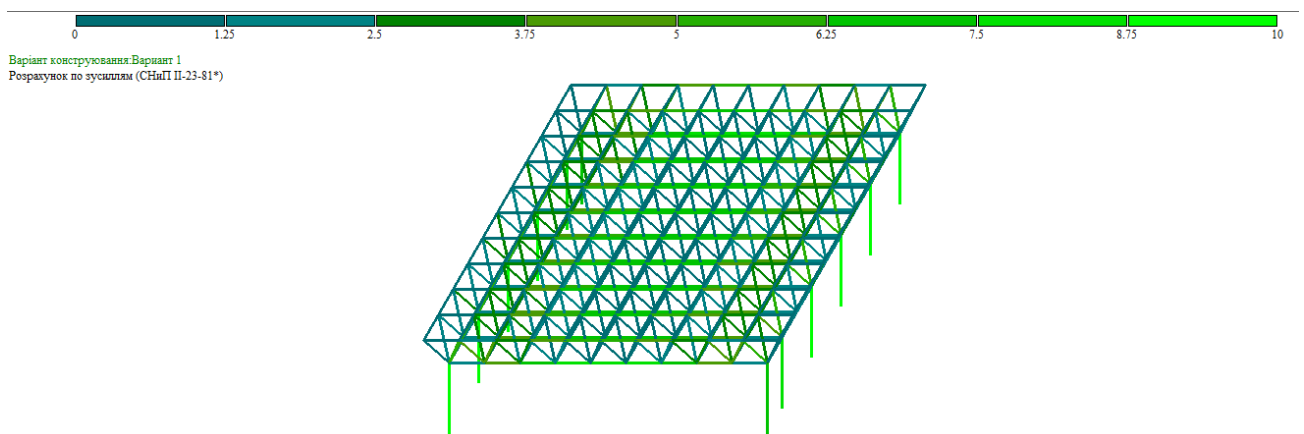 0 1.25 2.5 3.75 5 6.25 7.5 8.75 10
Варіант конструювання:Вариант 1
Розрахунок по зусиллям (СНиП II-23-81*)